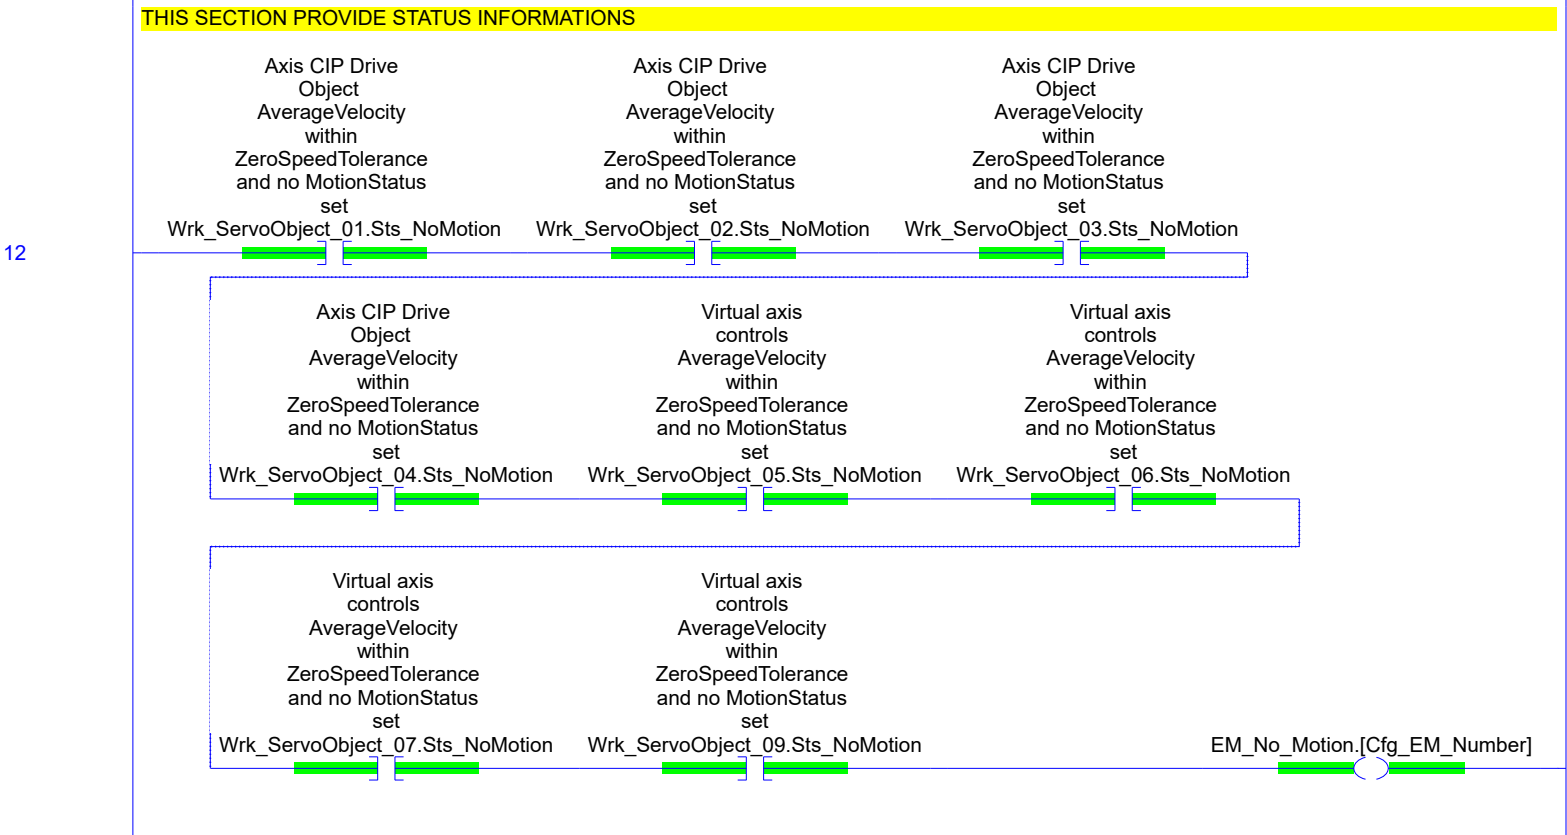 THIS SECTION PROVIDE STATUS INFORMATIONS
Axis CIP Drive
Object
AverageVelocity
within
ZeroSpeedTolerance
and no MotionStatus
set
Wrk_ServoObject_01.Sts_NoMotion
Axis CIP Drive
Object
AverageVelocity
within
ZeroSpeedTolerance
and no MotionStatus
set
Wrk_ServoObject_02.Sts_NoMotion
Axis CIP Drive
Object
AverageVelocity
within
ZeroSpeedTolerance
and no MotionStatus
set
Wrk_ServoObject_03.Sts_NoMotion
12
Axis CIP Drive
Object
AverageVelocity
within
ZeroSpeedTolerance
and no MotionStatus
set
Wrk_ServoObject_04.Sts_NoMotion
Virtual axis
controls
AverageVelocity
within
ZeroSpeedTolerance
and no MotionStatus
set
Wrk_ServoObject_05.Sts_NoMotion
Virtual axis
controls
AverageVelocity
within
ZeroSpeedTolerance
and no MotionStatus
set
Wrk_ServoObject_06.Sts_NoMotion
Virtual axis
controls
AverageVelocity
within
ZeroSpeedTolerance
and no MotionStatus
set
Wrk_ServoObject_07.Sts_NoMotion
Virtual axis
controls
AverageVelocity
within
ZeroSpeedTolerance
and no MotionStatus
set
Wrk_ServoObject_09.Sts_NoMotion
EM_No_Motion.[Cfg_EM_Number]